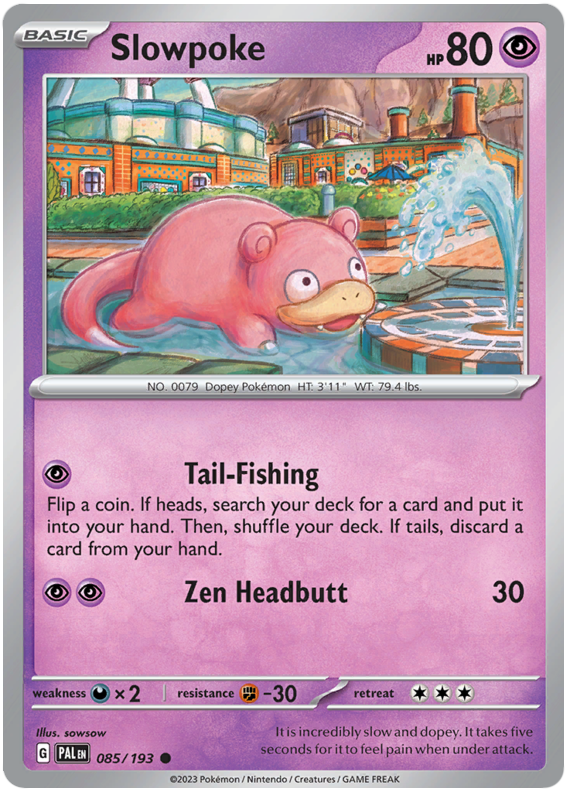 BASIC
Slowpoke
HP 80
NO. 0079 Dopey Pokémon HT: 3'11" WT: 79.4 lbs.
Tail-Fishing
Flip a coin. If heads, search your deck for a card and put it
into your hand. Then, shuffle your deck. If tails, discard a
card from your hand.
Zen Headbutt 30
weakness ×2 resistance -30 retreat
Illus. sowsow
It is incredibly slow and dopey. It takes five
seconds for it to feel pain when under attack.
G PAL EN 085/193
©2023 Pokémon / Nintendo / Creatures / GAME FREAK